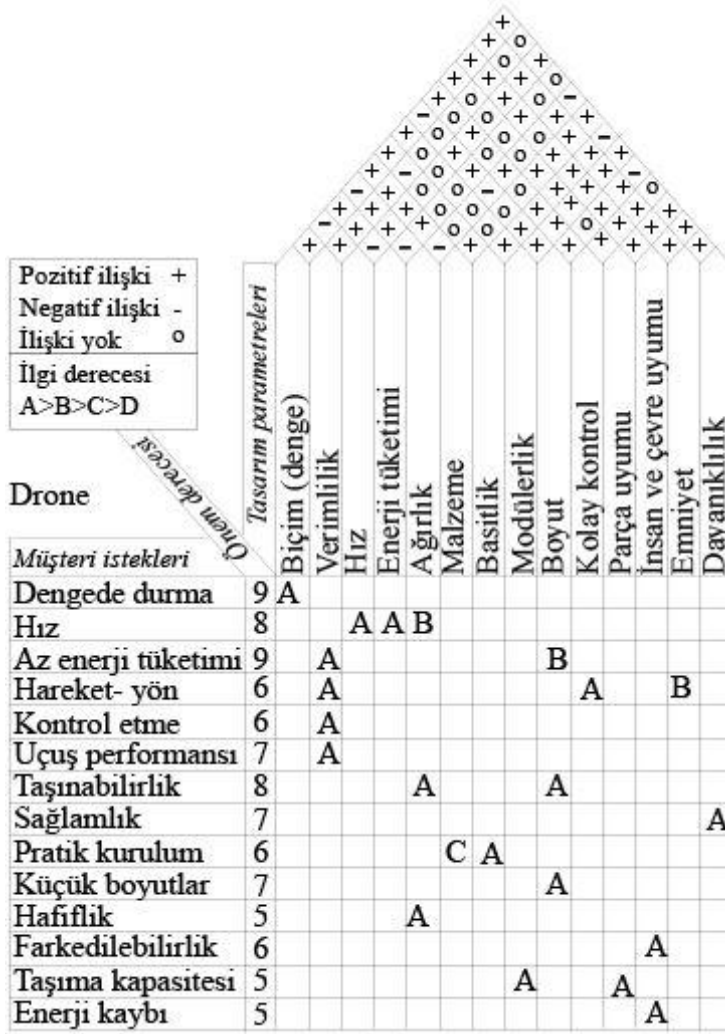 Pozitif ilişki +
Negatif ilişki -
İlişki yok o
İlgi derecesi
A>B>C>D
Drone
Önem derecesi
Tasarım parametreleri
Biçim (denge)
Verimlilik
Hız
Enerji tüketimi
Ağırlık
Malzeme
Basitlik
Modülerlik
Boyut
Kolay kontrol
Parça uyumu
İnsan ve çevre uyumu
Emniyet
Davanıklılık
Müşteri istekleri
Dengede durma 9 A
Hız 8 A A B
Az enerji tüketimi 9 A B
Hareket- yön 6 A A B
Kontrol etme 6 A
Uçuş performansı 7 A
Taşınabilirlik 8 A A
Sağlamlık 7 A
Pratik kurulum 6 C A
Küçük boyutlar 7 A
Hafiflik 5 A
Farkedilebilirlik 6 A
Taşıma kapasitesi 5 A A
Enerji kaybı 5 A